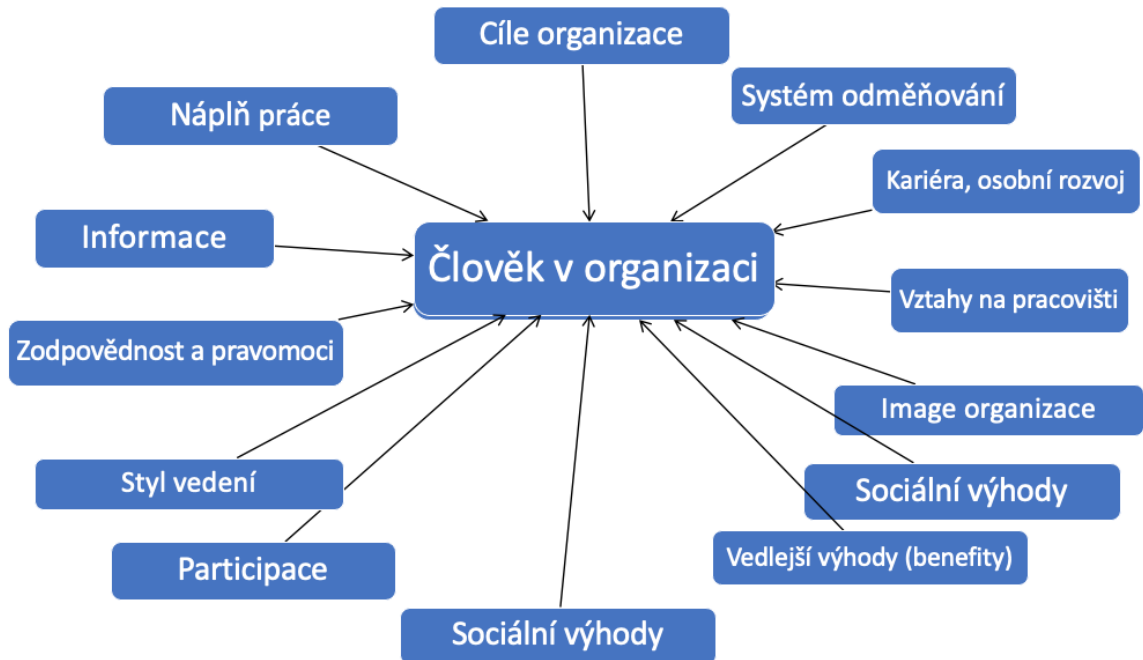 Cíle organizace
Systém odměňování
Náplň práce
Kariéra, osobní rozvoj
Informace
Člověk v organizaci
Vztahy na pracovišti
Zodpovědnost a pravomoci
Image organizace
Styl vedení
Sociální výhody
Participace
Vedlejší výhody (benefity)
Sociální výhody